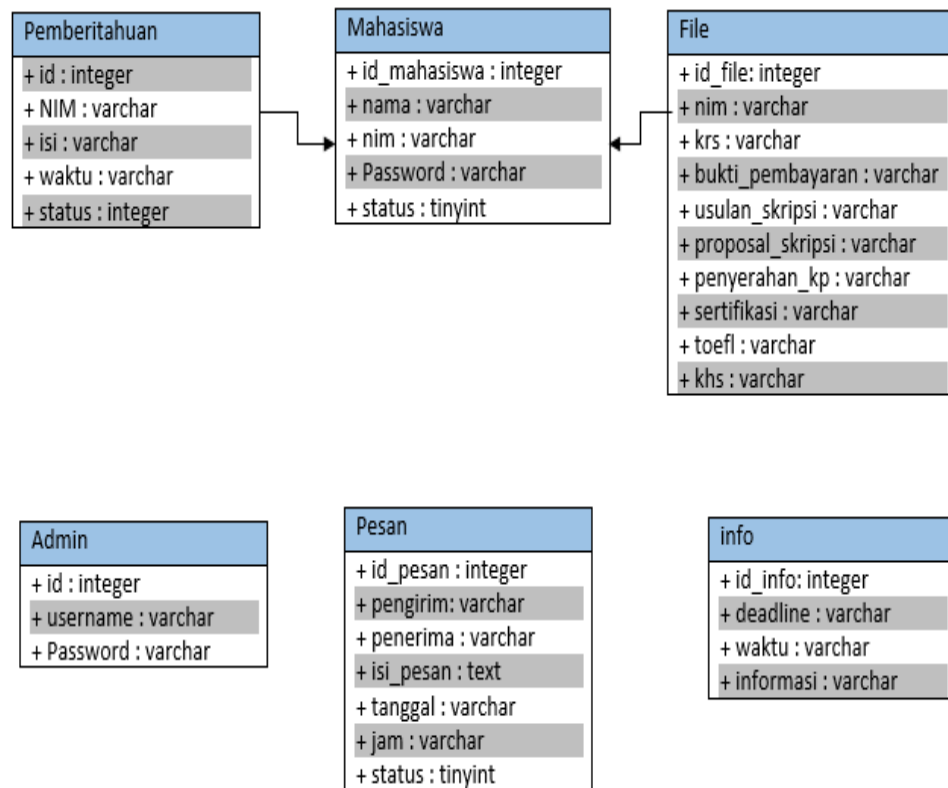 Pemberitahuan
+ id : integer
+ NIM : varchar
+ isi : varchar
+ waktu : varchar
+ status : integer
Mahasiswa
+ id_mahasiswa : integer
+ nama : varchar
+ nim : varchar
+ Password : varchar
+ status : tinyint
File
+ id_file: integer
+ nim : varchar
+ krs : varchar
+ bukti_pembayaran : varchar
+ usulan_skripsi : varchar
+ proposal_skripsi : varchar
+ penyerahan_kp : varchar
+ sertifikasi : varchar
+ toefl : varchar
+ khs : varchar
Admin
+ id : integer
+ username : varchar
+ Password : varchar
Pesan
+ id_pesan : integer
+ pengirim: varchar
+ penerima : varchar
+ isi_pesan : text
+ tanggal : varchar
+ jam : varchar
+ status : tinyint
info
+ id_info: integer
+ deadline : varchar
+ waktu : varchar
+ informasi : varchar